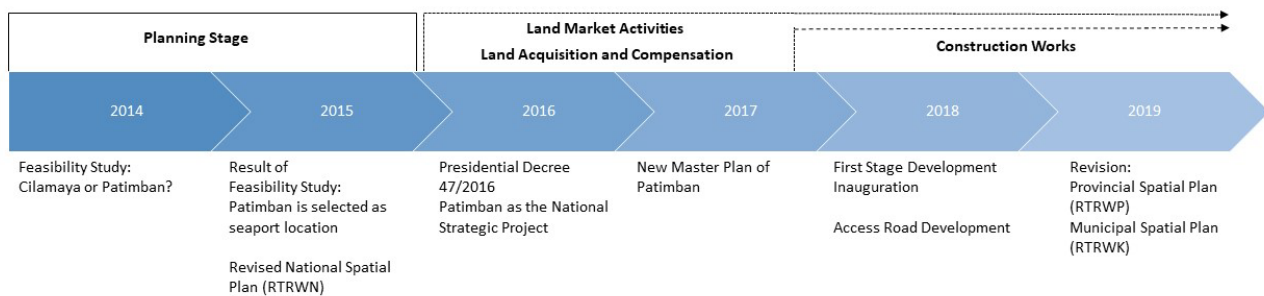 Planning Stage
Land Market Activities
Land Acquisition and Compensation
Construction Works
2014
2015
2016
2017
2018
2019
Feasibility Study:
Cilamaya or Patimban?
Result of
Feasibility Study:
Patimban is selected as
seaport location
Revised National Spatial
Plan (RTRWN)
Presidential Decree
47/2016
Patimban as the National
Strategic Project
New Master Plan of
Patimban
First Stage Development
Inauguration
Access Road Development
Revision:
Provincial Spatial Plan
(RTRWP)
Municipal Spatial Plan
(RTRWK)